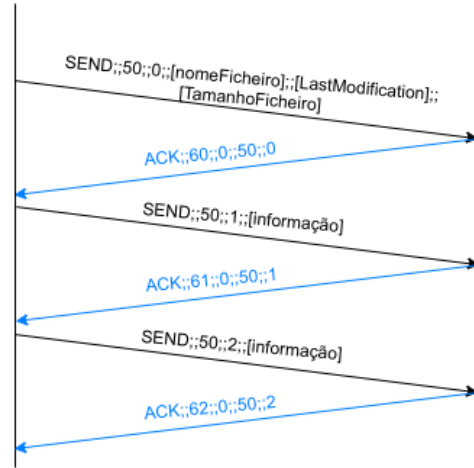 SEND;;50;;0;;[nomeFicheiro];;[LastModification];;
[TamanhoFicheiro]
ACK;;60;;0;;50;;0
SEND;;50;;1;;[informação]
ACK;;61;;0;;50;;1
SEND;;50;;2;;[informação]
ACK;;62;;0;;50;;2